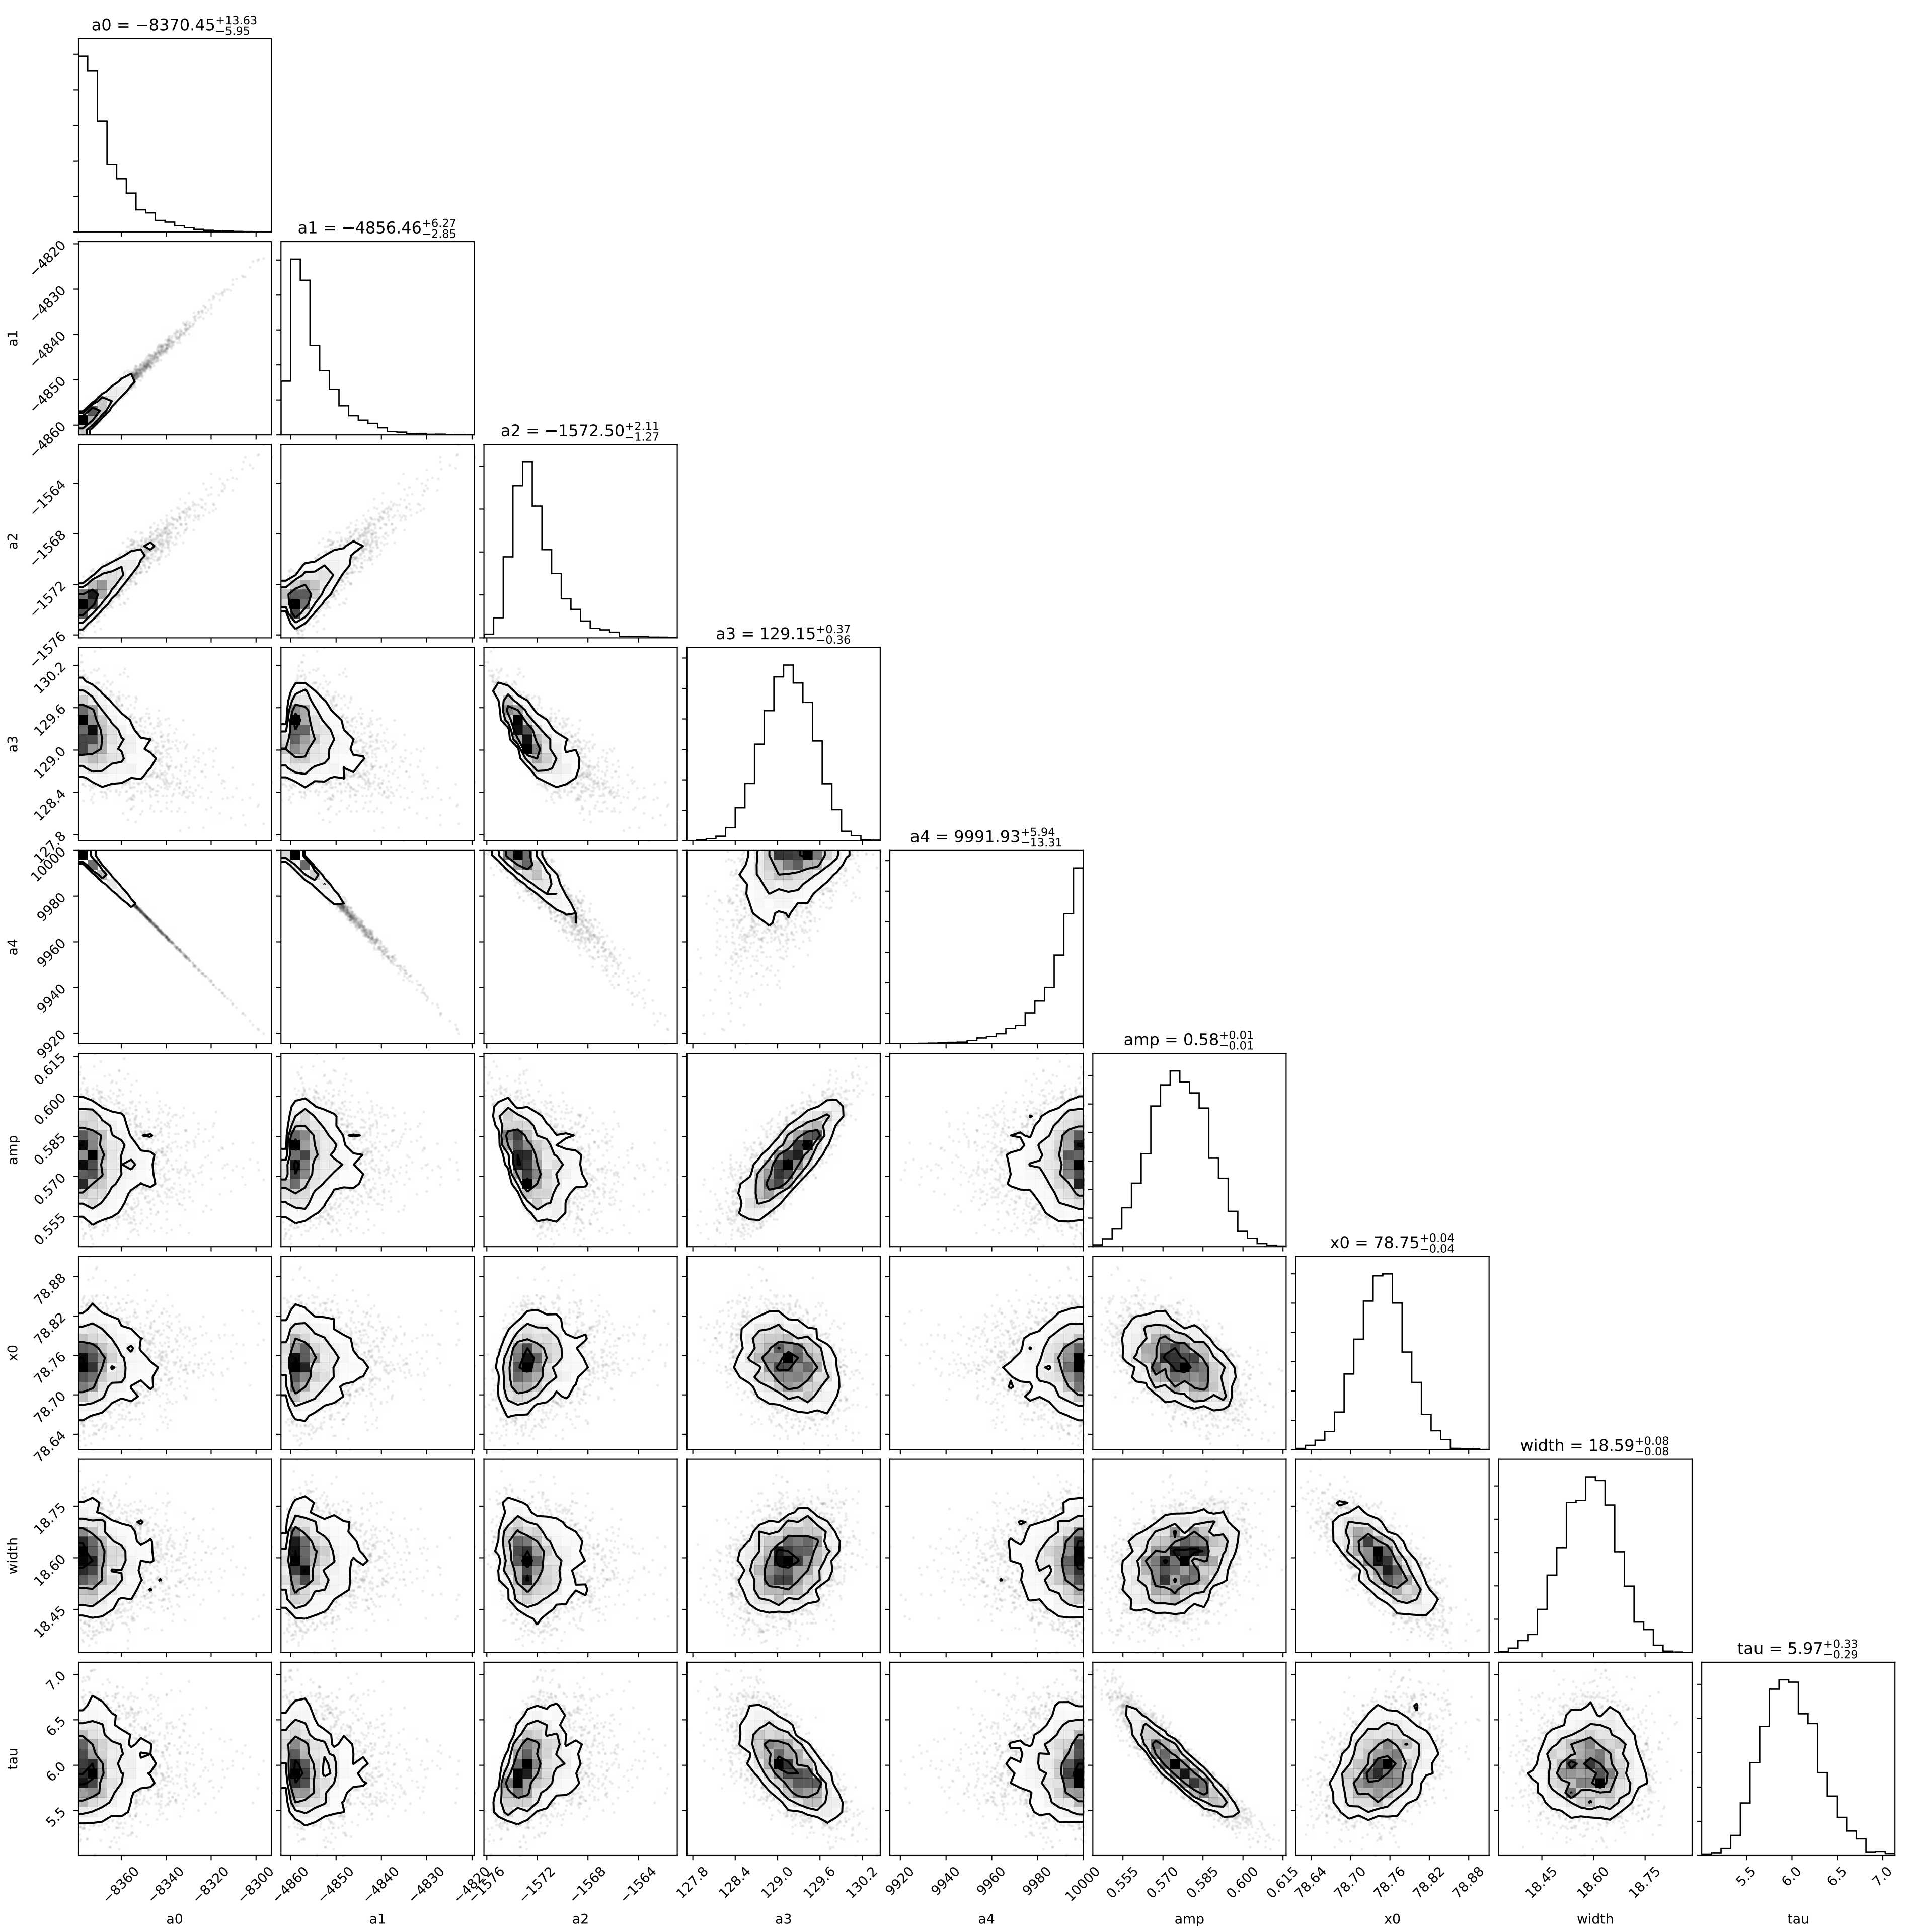 a0 = −8370.45+13.63−5.95
a1 = −4856.46+6.27−2.85
−4820
−4830
−4840
−4850
−4860
a1
a2 = −1572.50+2.11−1.27
−1564
−1568
−1572
−1576
a2
a3 = 129.15+0.37−0.36
130.2
129.6
129.0
128.4
127.8
a3
a4 = 9991.93+5.94−13.31
10000
9980
9960
9940
9920
a4
amp = 0.58+0.01−0.01
0.615
0.600
0.585
0.570
0.555
amp
x0 = 78.75+0.04−0.04
78.88
78.82
78.76
78.70
78.64
x0
width = 18.59+0.08−0.08
18.75
18.60
18.45
width
tau = 5.97+0.33−0.29
7.0
6.5
6.0
5.5
tau
−8360 −8340 −8320 −8300 −4860 −4850 −4840 −4830 −4820 −1576 −1572 −1568 −1564 127.8 128.4 129.0 129.6 130.2 9920 9940 9960 9980 10000 0.555 0.570 0.585 0.600 0.615 78.64 78.70 78.76 78.82 78.88 18.45 18.60 18.75 5.5 6.0 6.5 7.0
a0 a1 a2 a3 a4 amp x0 width tau